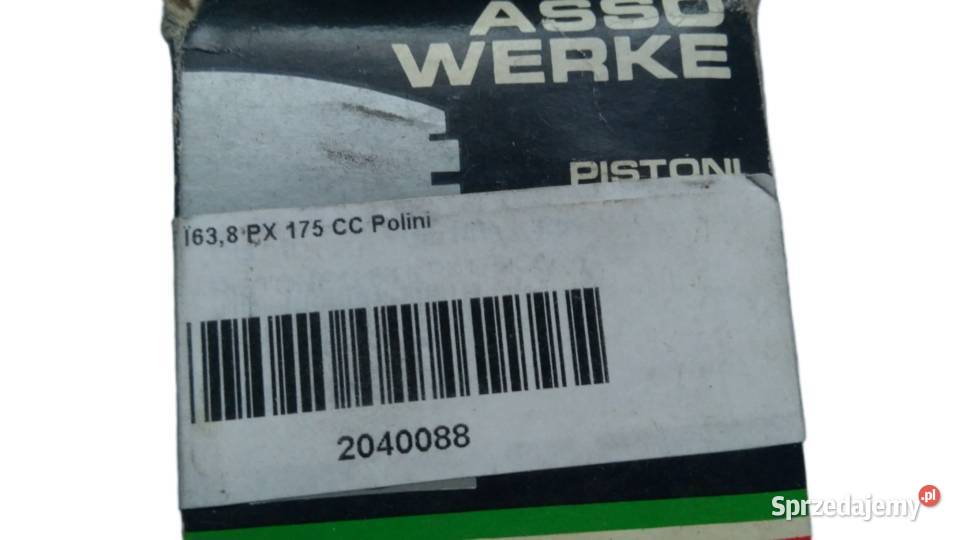 ASSO
WERKE
PISTONI
163,8 PX 175 CC Polini
2040088
Sprzedajemy.pl